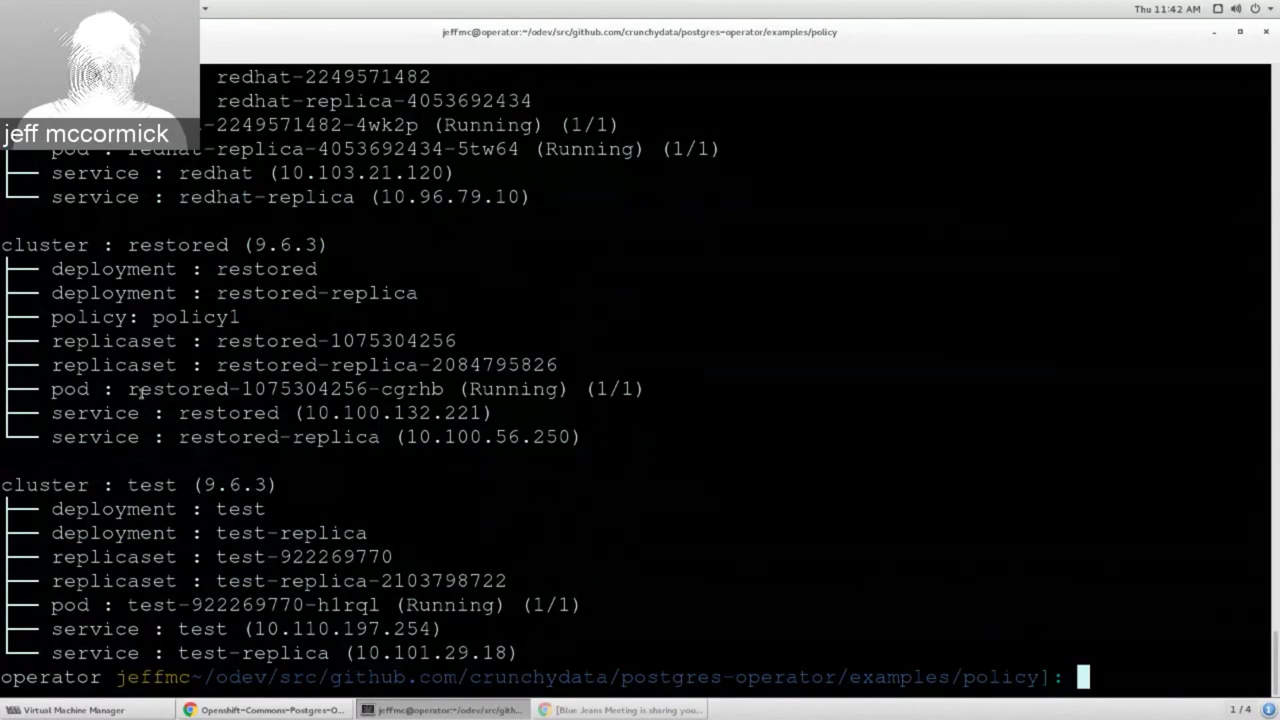 Thu 11:42 AM
jeffmc@operator:~/odev/src/github.com/crunchydata/postgres-operator/examples/policy
jeff mccormick
redhat-2249571482
redhat-replica-4053692434
-2249571482-4wk2p (Running) (1/1)
├── pod : redhat-replica-4053692434-5tw64 (Running) (1/1)
├── service : redhat (10.103.21.120)
└── service : redhat-replica (10.96.79.10)
cluster : restored (9.6.3)
├── deployment : restored
├── deployment : restored-replica
├── policy: policy1
├── replicaset : restored-1075304256
├── replicaset : restored-replica-2084795826
├── pod : restored-1075304256-cgrhb (Running) (1/1)
├── service : restored (10.100.132.221)
└── service : restored-replica (10.100.56.250)
cluster : test (9.6.3)
├── deployment : test
├── deployment : test-replica
├── replicaset : test-922269770
├── replicaset : test-replica-2103798722
├── pod : test-922269770-h1rql (Running) (1/1)
├── service : test (10.110.197.254)
└── service : test-replica (10.101.29.18)
operator jeffmc~/odev/src/github.com/crunchydata/postgres-operator/examples/policy]:
Virtual Machine Manager
Openshift-Commons-Postgres-O...
jeffmc@operator:~/odev/src/gith...
[Blue Jeans Meeting is sharing you...
1 / 4